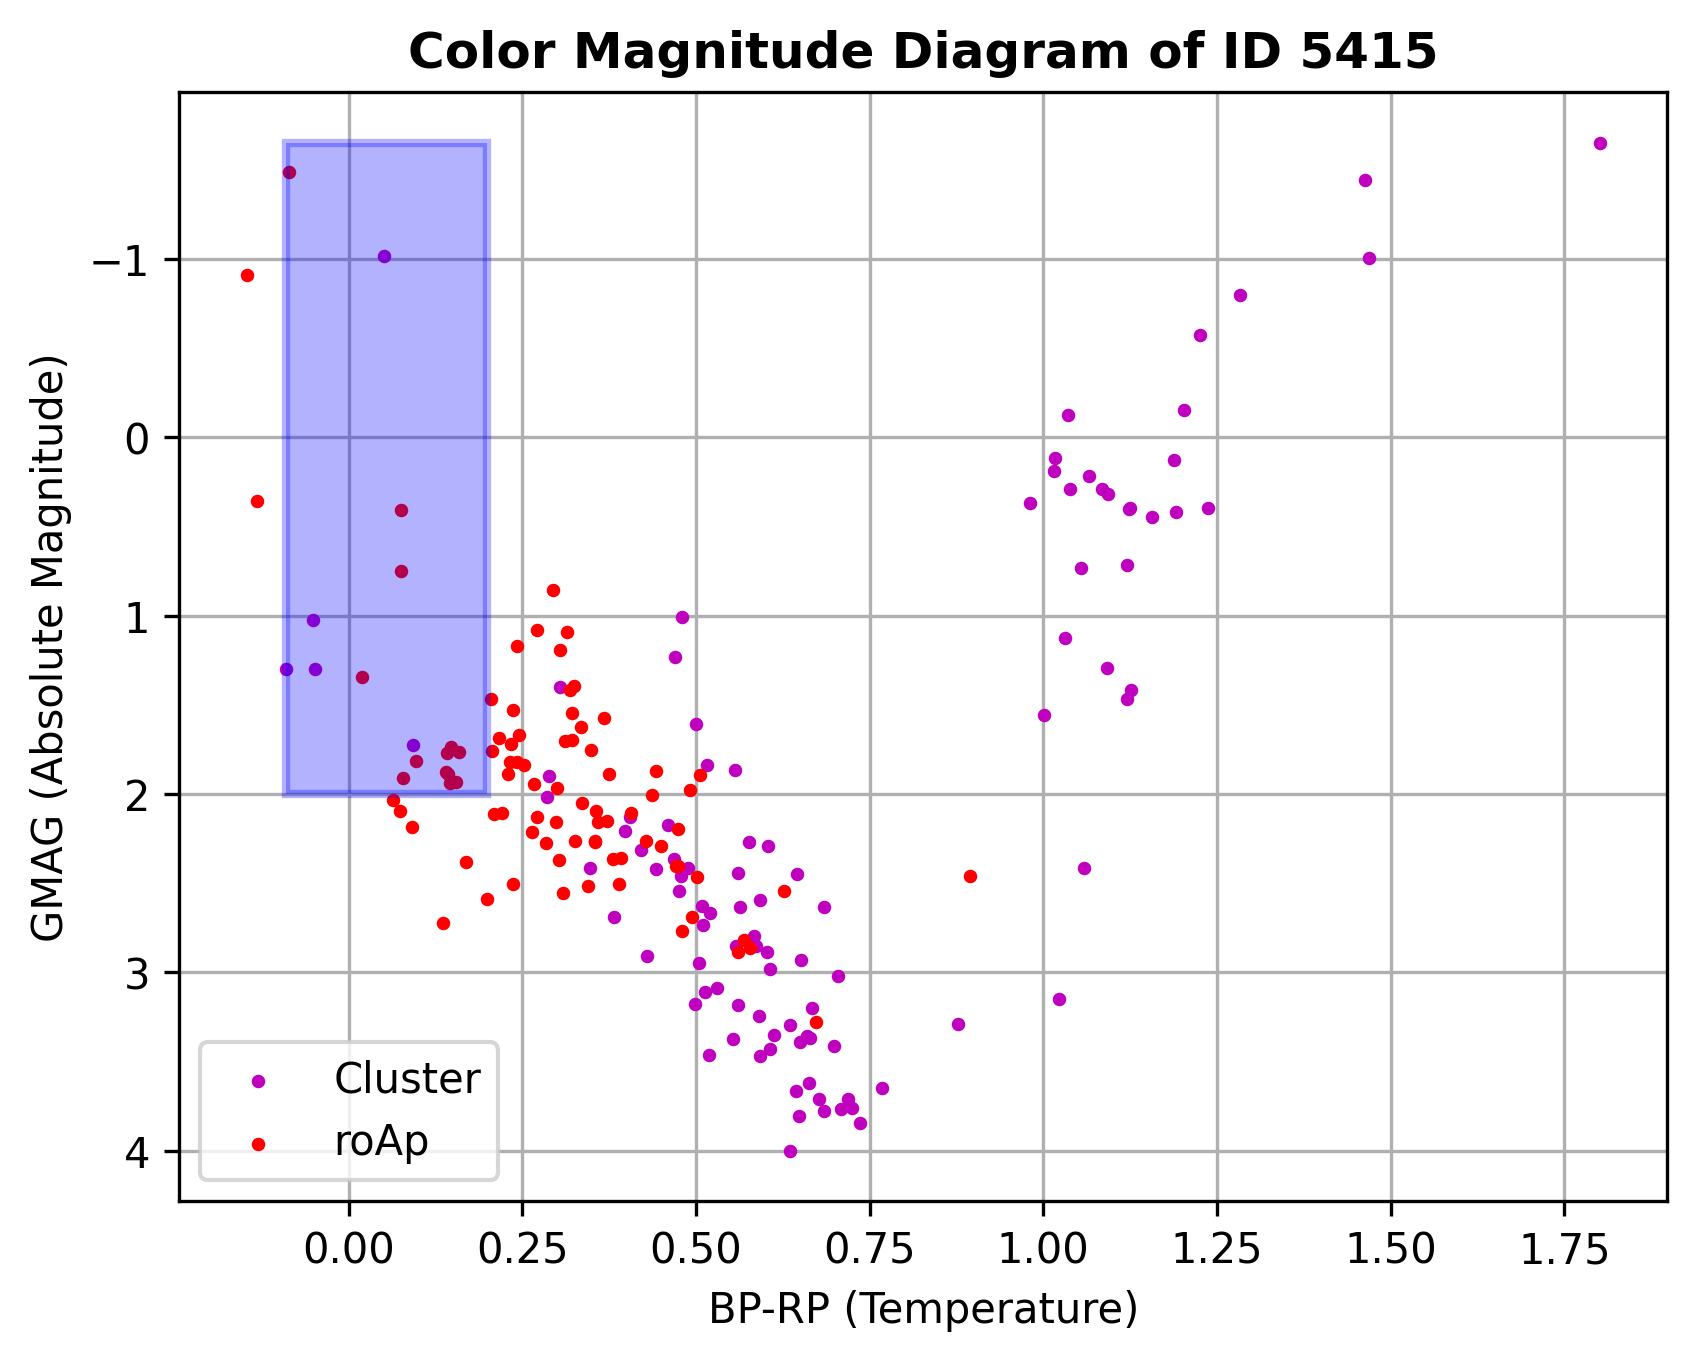 Color Magnitude Diagram of ID 5415
GMAG (Absolute Magnitude)
−1
0
1
2
3
4
Cluster
roAp
0.00 0.25 0.50 0.75 1.00 1.25 1.50 1.75
BP-RP (Temperature)